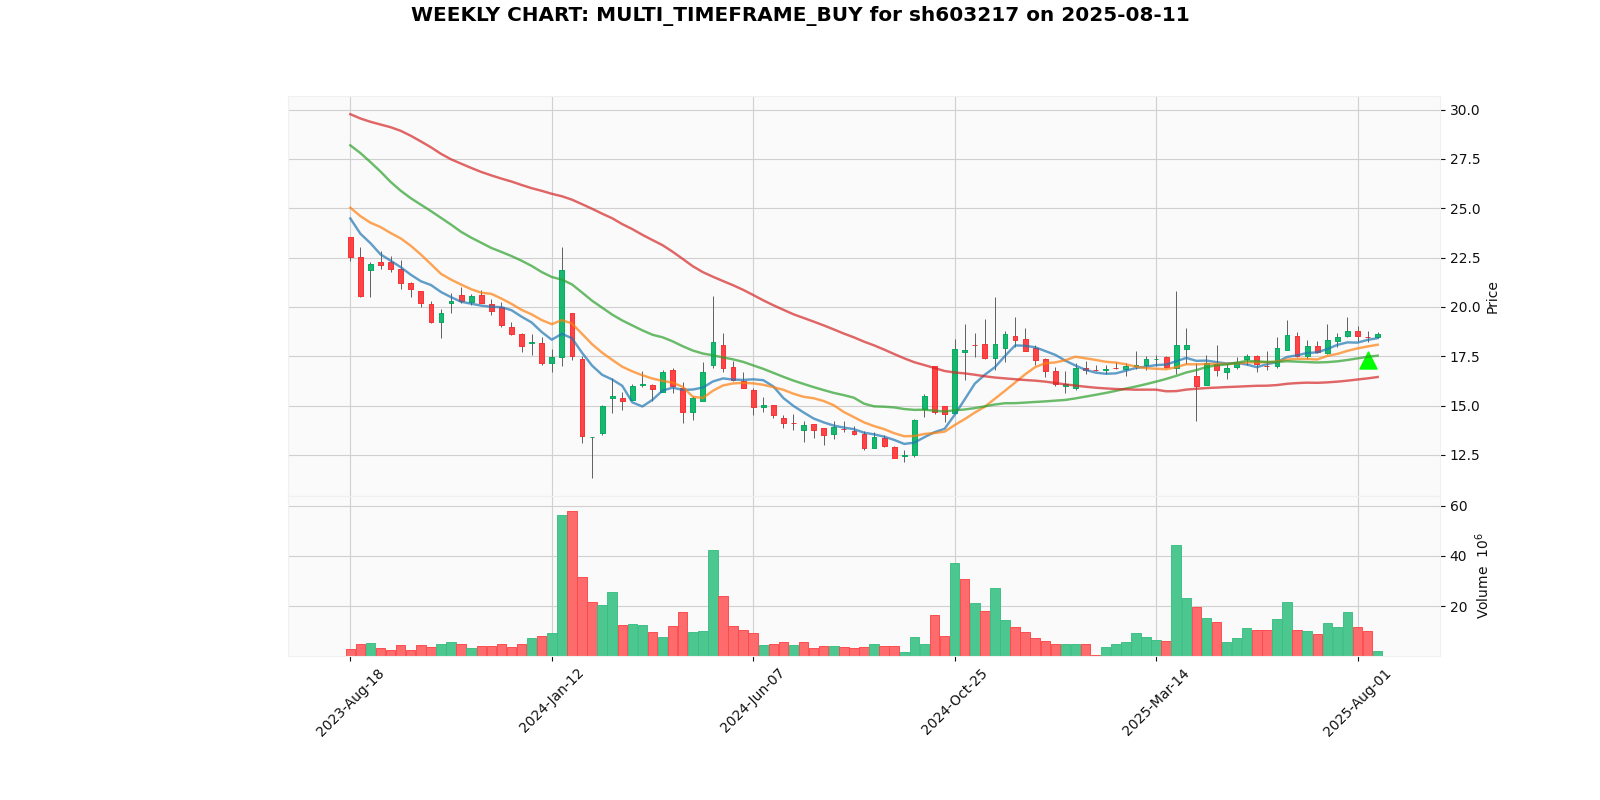 WEEKLY CHART: MULTI_TIMEFRAME_BUY for sh603217 on 2025-08-11
30.0
27.5
25.0
22.5
20.0
17.5
15.0
12.5
Price
60
40
20
Volume 10^6
2023-Aug-18
2024-Jan-12
2024-Jun-07
2024-Oct-25
2025-Mar-14
2025-Aug-01